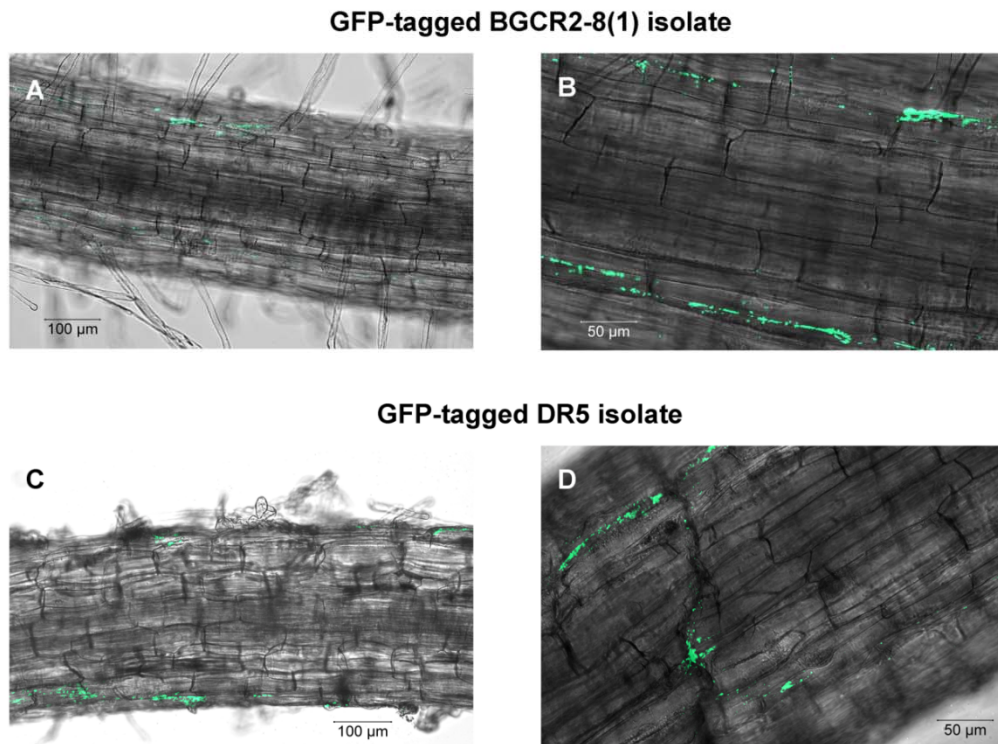 GFP-tagged BGCR2-8(1) isolate
A
B
100 µm
50 µm
GFP-tagged DR5 isolate
C
D
100 µm
50 µm